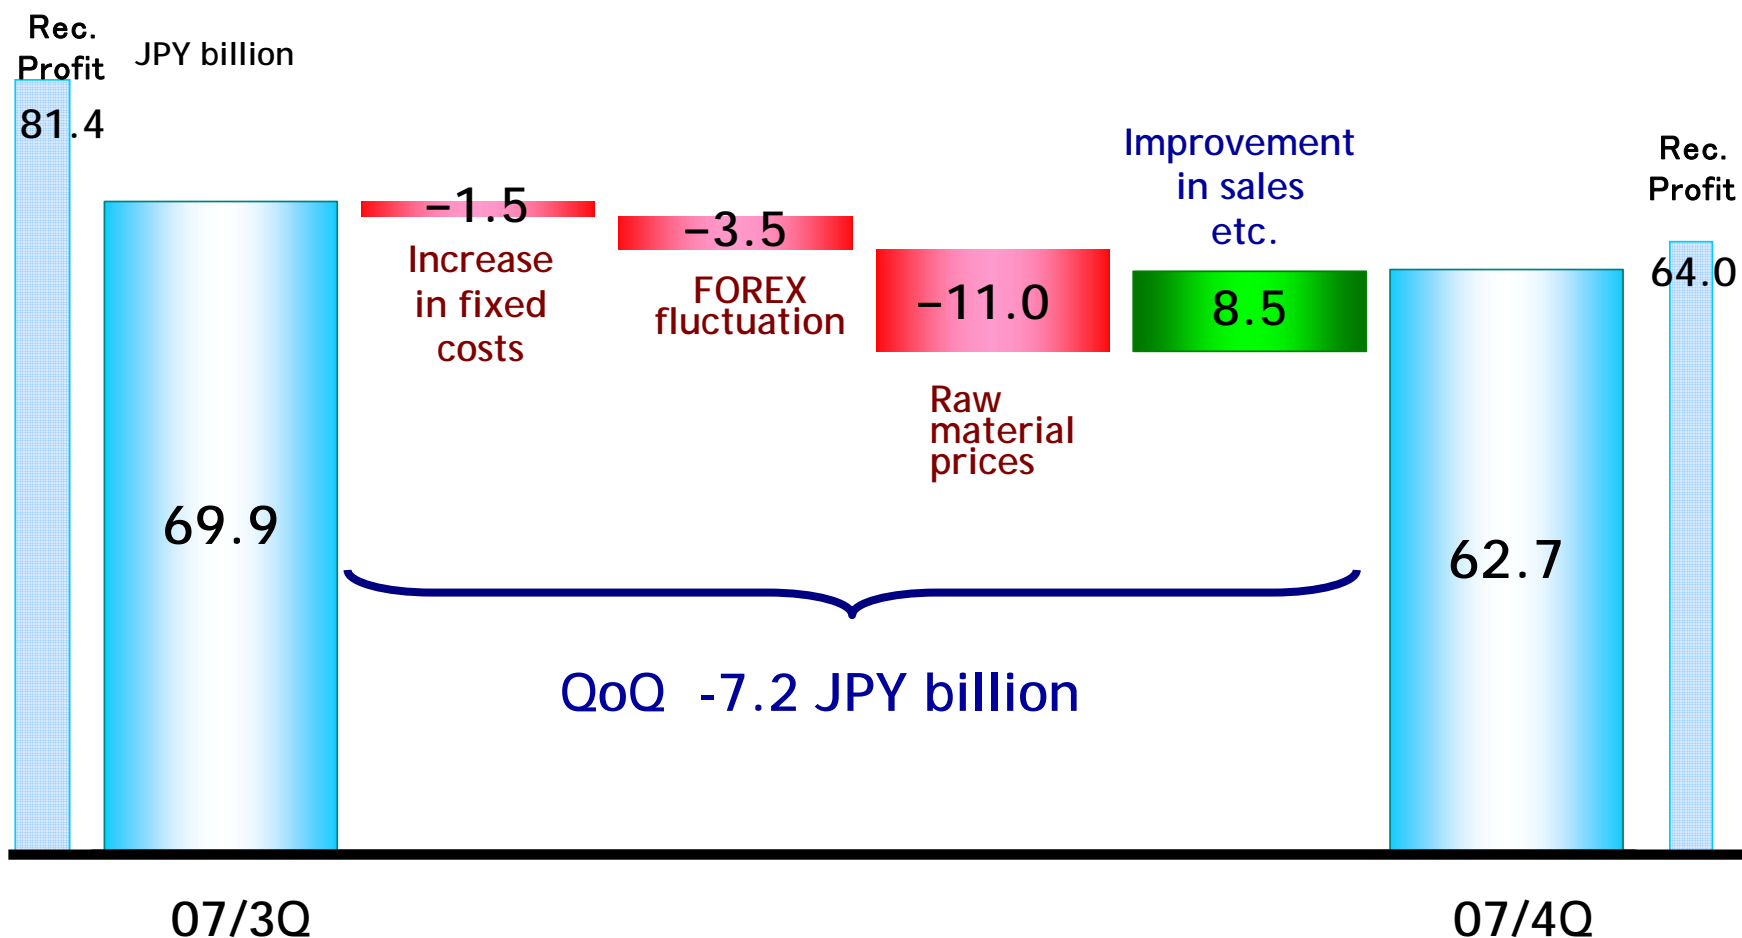 Rec.
Profit
JPY billion
81.4
−1.5
Increase
in fixed
costs
−3.5
FOREX
fluctuation
−11.0
Raw
material
prices
Improvement
in sales
etc.
8.5
Rec.
Profit
64.0
69.9
62.7
QoQ -7.2 JPY billion
07/3Q
07/4Q